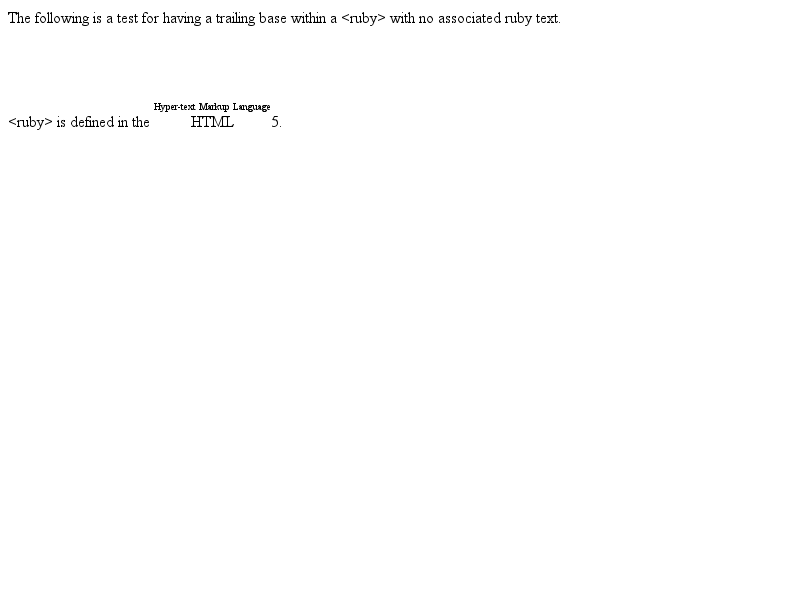 The following is a test for having a trailing base within a <ruby> with no associated ruby text.
Hyper-text Markup Language
<ruby> is defined in the HTML 5.